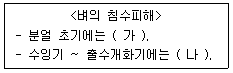 <벼의 침수피해>
- 분얼 초기에는 ( 가 ).
- 수잉기 ~ 출수개화기에는 ( 나 ).